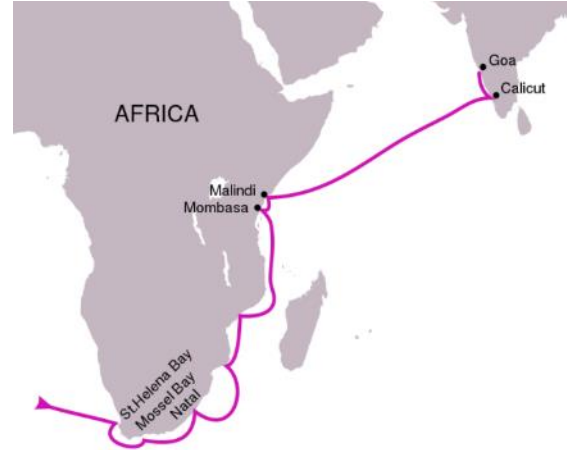 Goa
Calicut
AFRICA
Malindi
Mombasa
St.Helena Bay
Mossel Bay
Natal